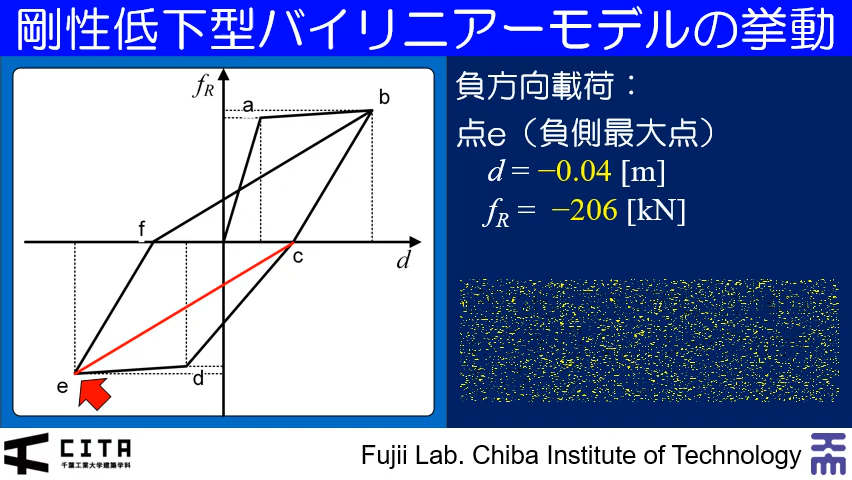 剛性低下型バイリニアーモデルの挙動
fR
a
b
f
c
d
e
d
負方向載荷：
点e（負側最大点）
d = −0.04 [m]
fR = −206 [kN]
CITA
千葉工業大学建築学科
Fujii Lab. Chiba Institute of Technology